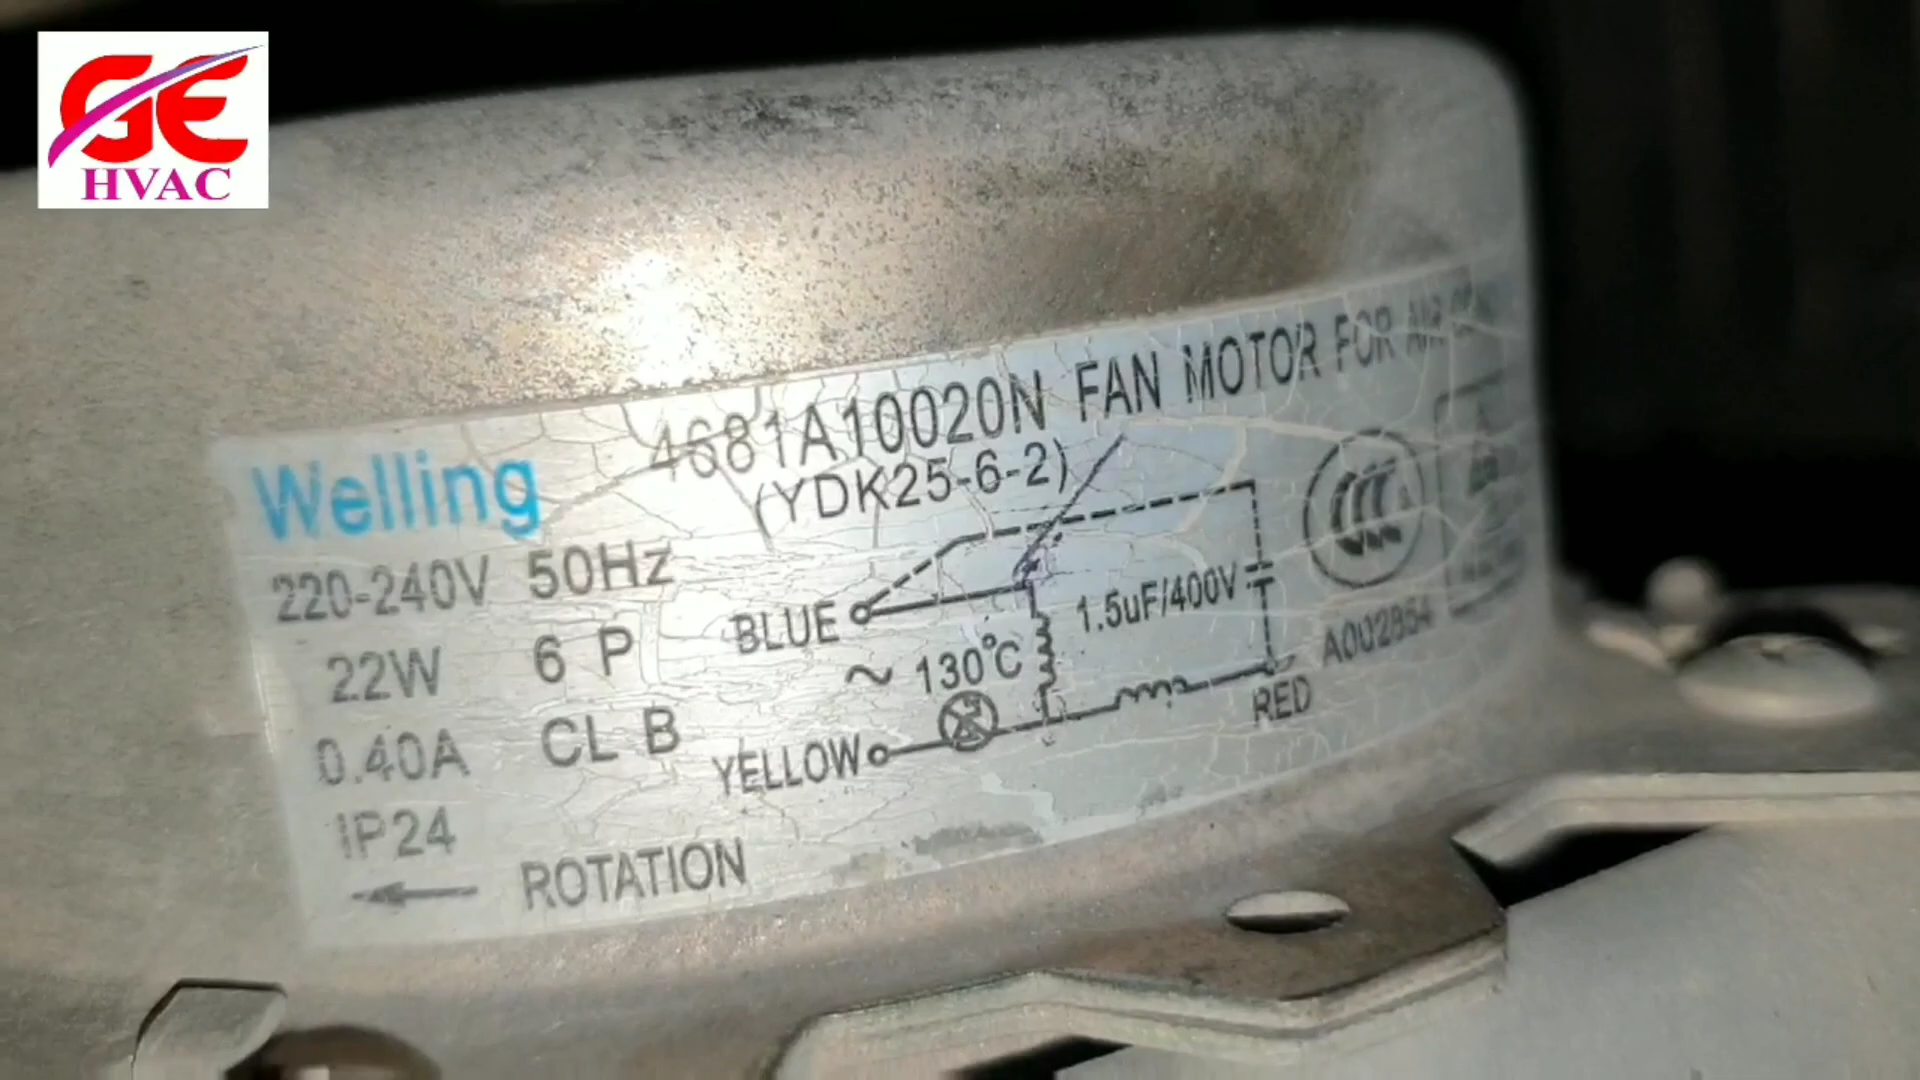 GE
HVAC
4681A10020N FAN MOTOR FOR AIR
Welling
(YDK25-6-2)
220-240V 50Hz
BLUE
1.5uF/400V
22W 6 P
~ 130°C
A002854
0.40A CL B
YELLOW
RED
IP24
ROTATION